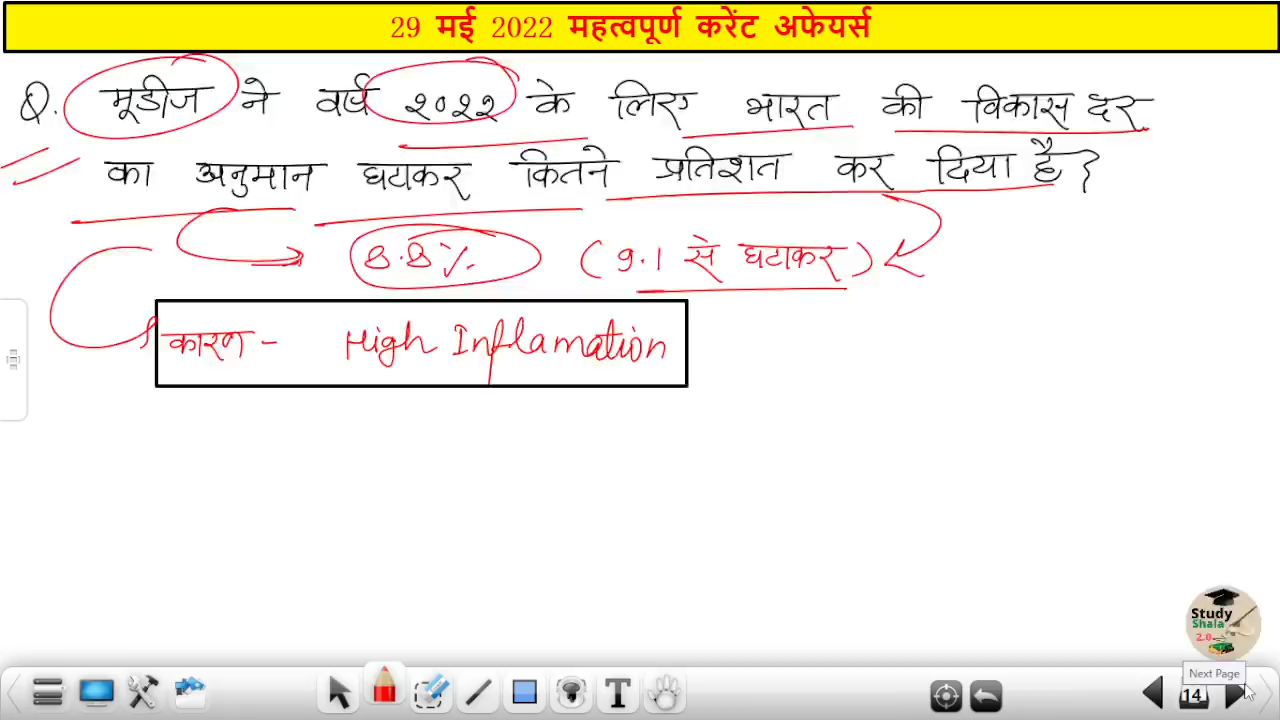 29 मई 2022 महत्वपूर्ण करेंट अफेयर्स
Q. मूडीज ने वर्ष २०२२ के लिए भारत की विकास दर
का अनुमान घटाकर कितने प्रतिशत कर दिया है?
8.8% (9.1 से घटाकर)
कारण - High Inflamation
Study
Shala
2.0
Next Page
T
14